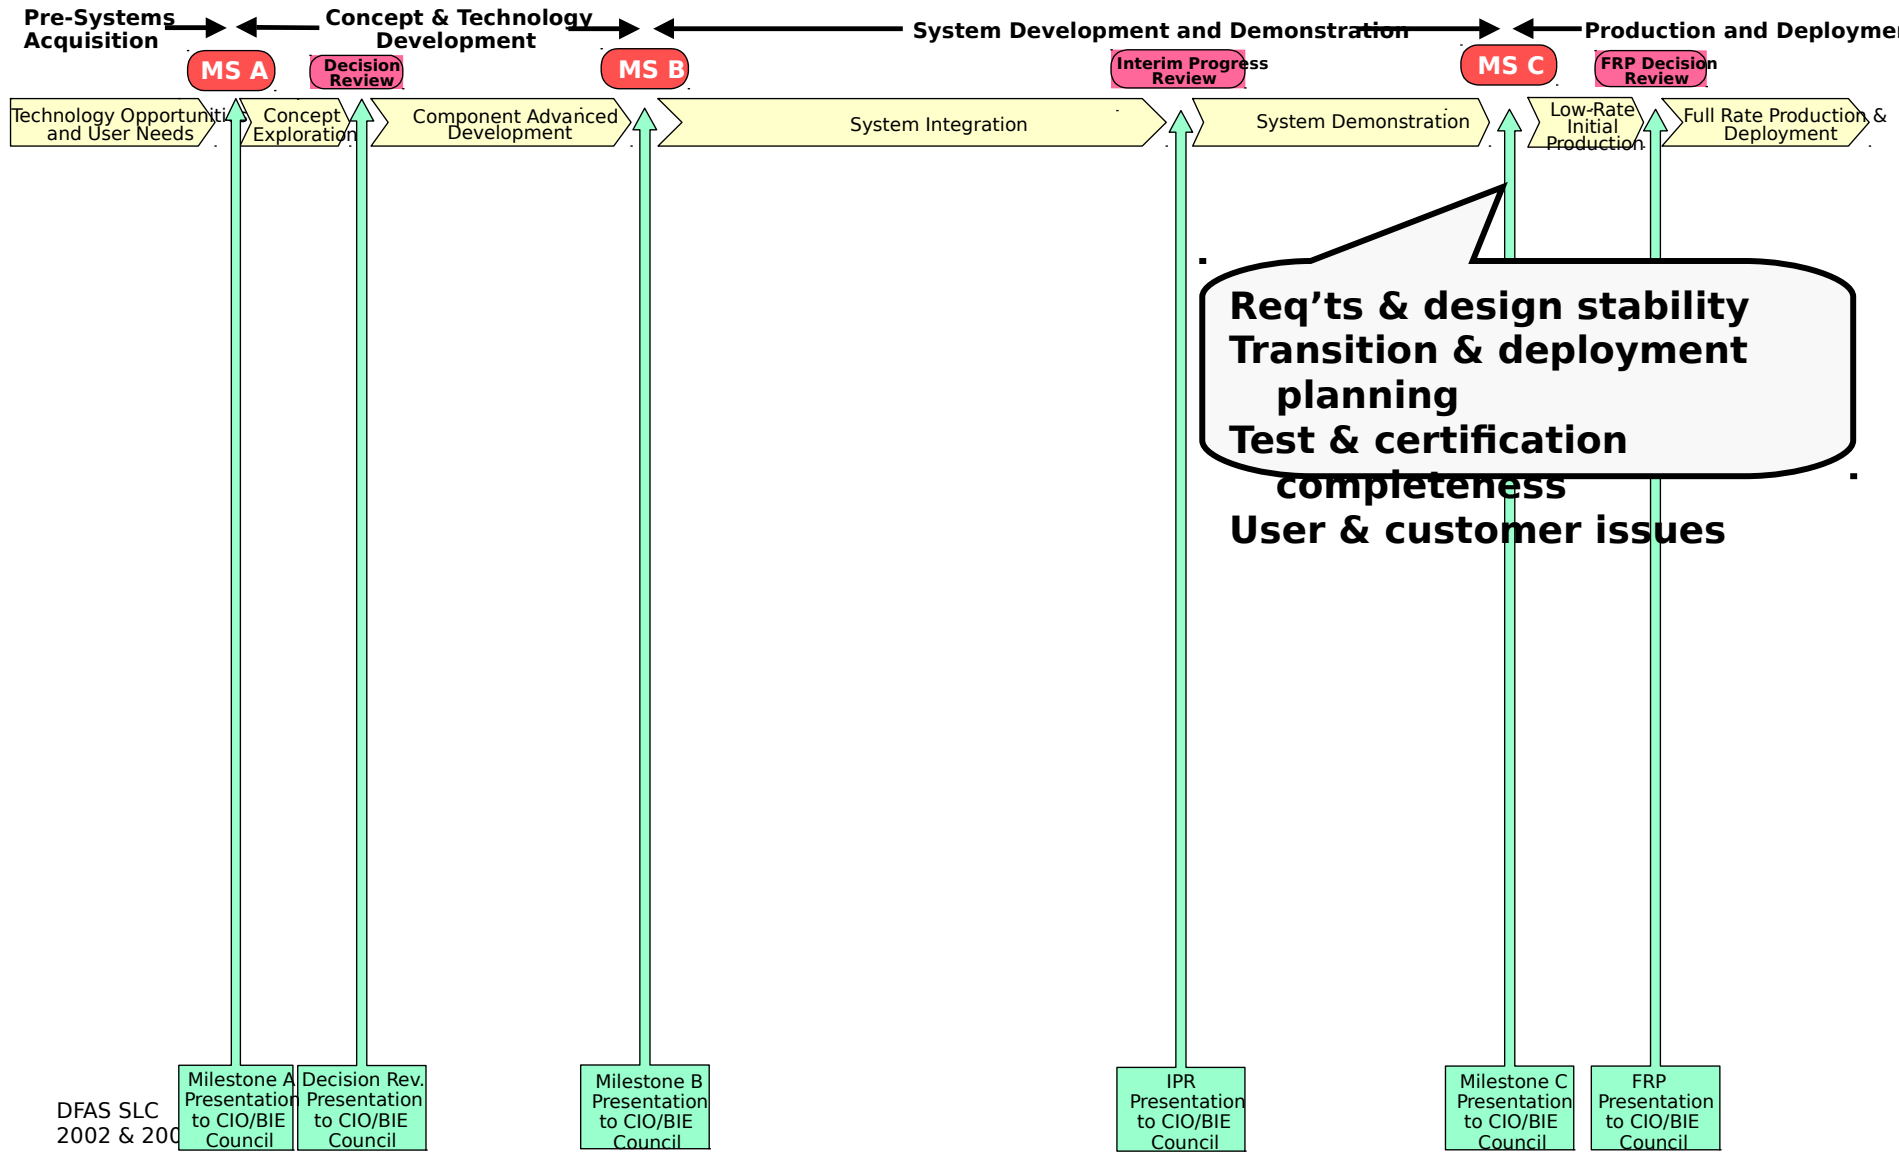 Pre-Systems
Acquisition
Concept & Technology
Development
System Development and Demonstration
Production and Deployme
MS A
Decision
Review
MS B
Interim Progress
Review
MS C
FRP Decision
Review
Technology Opportuniti
and User Needs
Concept
Exploration
Component Advanced
Development
System Integration
System Demonstration
Low-Rate
Initial
Production
Full Rate Production &
Deployment
Req’ts & design stability
Transition & deployment
planning
Test & certification
completeness
User & customer issues
DFAS SLC
2002 & 200
Milestone A
Presentation
to CIO/BIE
Council
Decision Rev.
Presentation
to CIO/BIE
Council
Milestone B
Presentation
to CIO/BIE
Council
IPR
Presentation
to CIO/BIE
Council
Milestone C
Presentation
to CIO/BIE
Council
FRP
Presentation
to CIO/BIE
Council